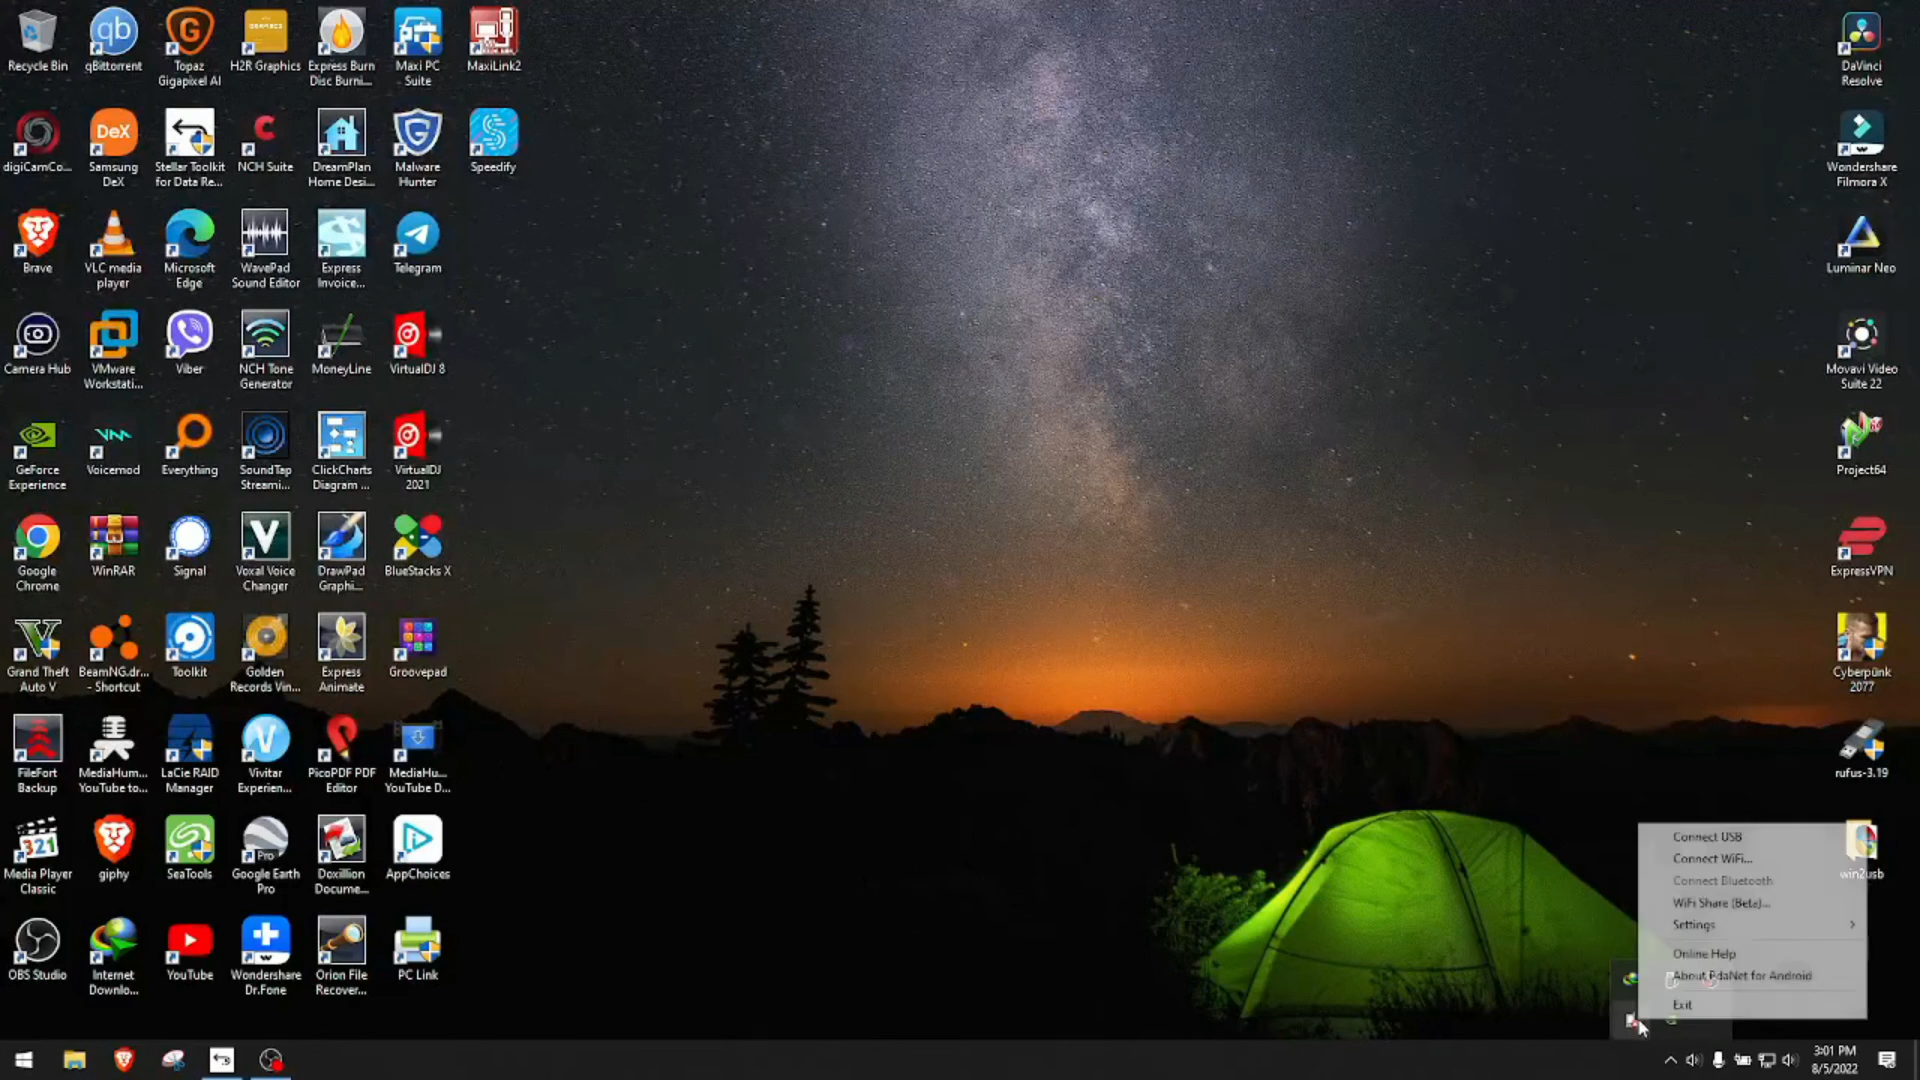 Recycle Bin
qBittorrent
Topaz
Gigapixel AI
H2R Graphics
Express Burn
Disc Burni...
Maxi PC
Suite
MaxiLink2
DaVinci
Resolve
digiCamCo...
Samsung
DeX
Stellar Toolkit
for Data Re...
NCH Suite
DreamPlan
Home Desi...
Malware
Hunter
Speedify
Wondershare
Filmora X
Brave
VLC media
player
Microsoft
Edge
WavePad
Sound Editor
Express
Invoice...
Telegram
Luminar Neo
Camera Hub
VMware
Workstati...
Viber
NCH Tone
Generator
MoneyLine
VirtualDJ 8
Movavi Video
Suite 22
GeForce
Experience
Voicemod
Everything
SoundTap
Streami...
ClickCharts
Diagram ...
VirtualDJ
2021
Project64
Google
Chrome
WinRAR
Signal
Voxal Voice
Changer
DrawPad
Graphi...
BlueStacks X
ExpressVPN
Grand Theft
Auto V
BeamNG.dr...
- Shortcut
Toolkit
Golden
Records Vin...
Express
Animate
Groovepad
Cyberpünk
2077
FileFort
Backup
MediaHum...
YouTube to...
LaCie RAID
Manager
Vivitar
Experien...
PicoPDF PDF
Editor
MediaHu...
YouTube D...
rufus-3.19
Media Player
Classic
giphy
SeaTools
Google Earth
Pro
Doxillion
Docume...
AppChoices
win2usb
OBS Studio
Internet
Downlo...
YouTube
Wondershare
Dr.Fone
Orion File
Recover...
PC Link
Connect USB
Connect WiFi...
Connect Bluetooth
WiFi Share (Beta)...
Settings
Online Help
About PdaNet for Android
Exit
3:01 PM
8/5/2022